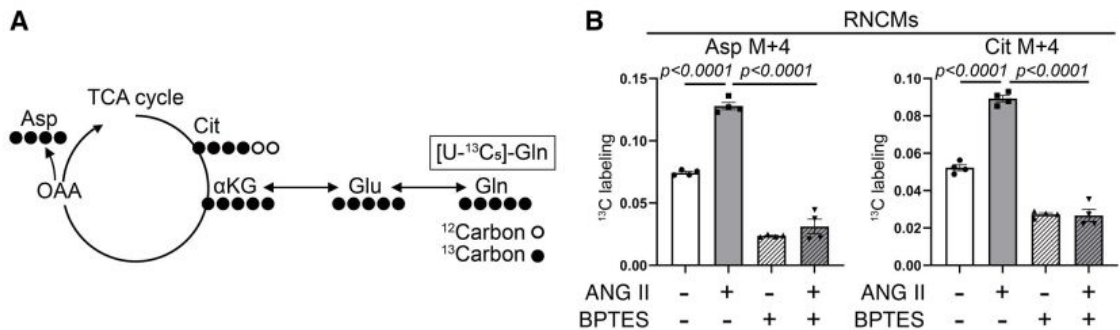 A
TCA cycle
Asp
Cit
OAA
αKG
Glu
Gln
[U-¹³C₅]-Gln
¹²Carbon
¹³Carbon
B
RNCMs
Asp M+4
p<0.0001 p<0.0001
¹³C labeling
0.15
0.10
0.05
0.00
ANG II - + - +
BPTES - - + +
Cit M+4
p<0.0001 p<0.0001
¹³C labeling
0.10
0.08
0.06
0.04
0.02
0.00
ANG II - + - +
BPTES - - + +